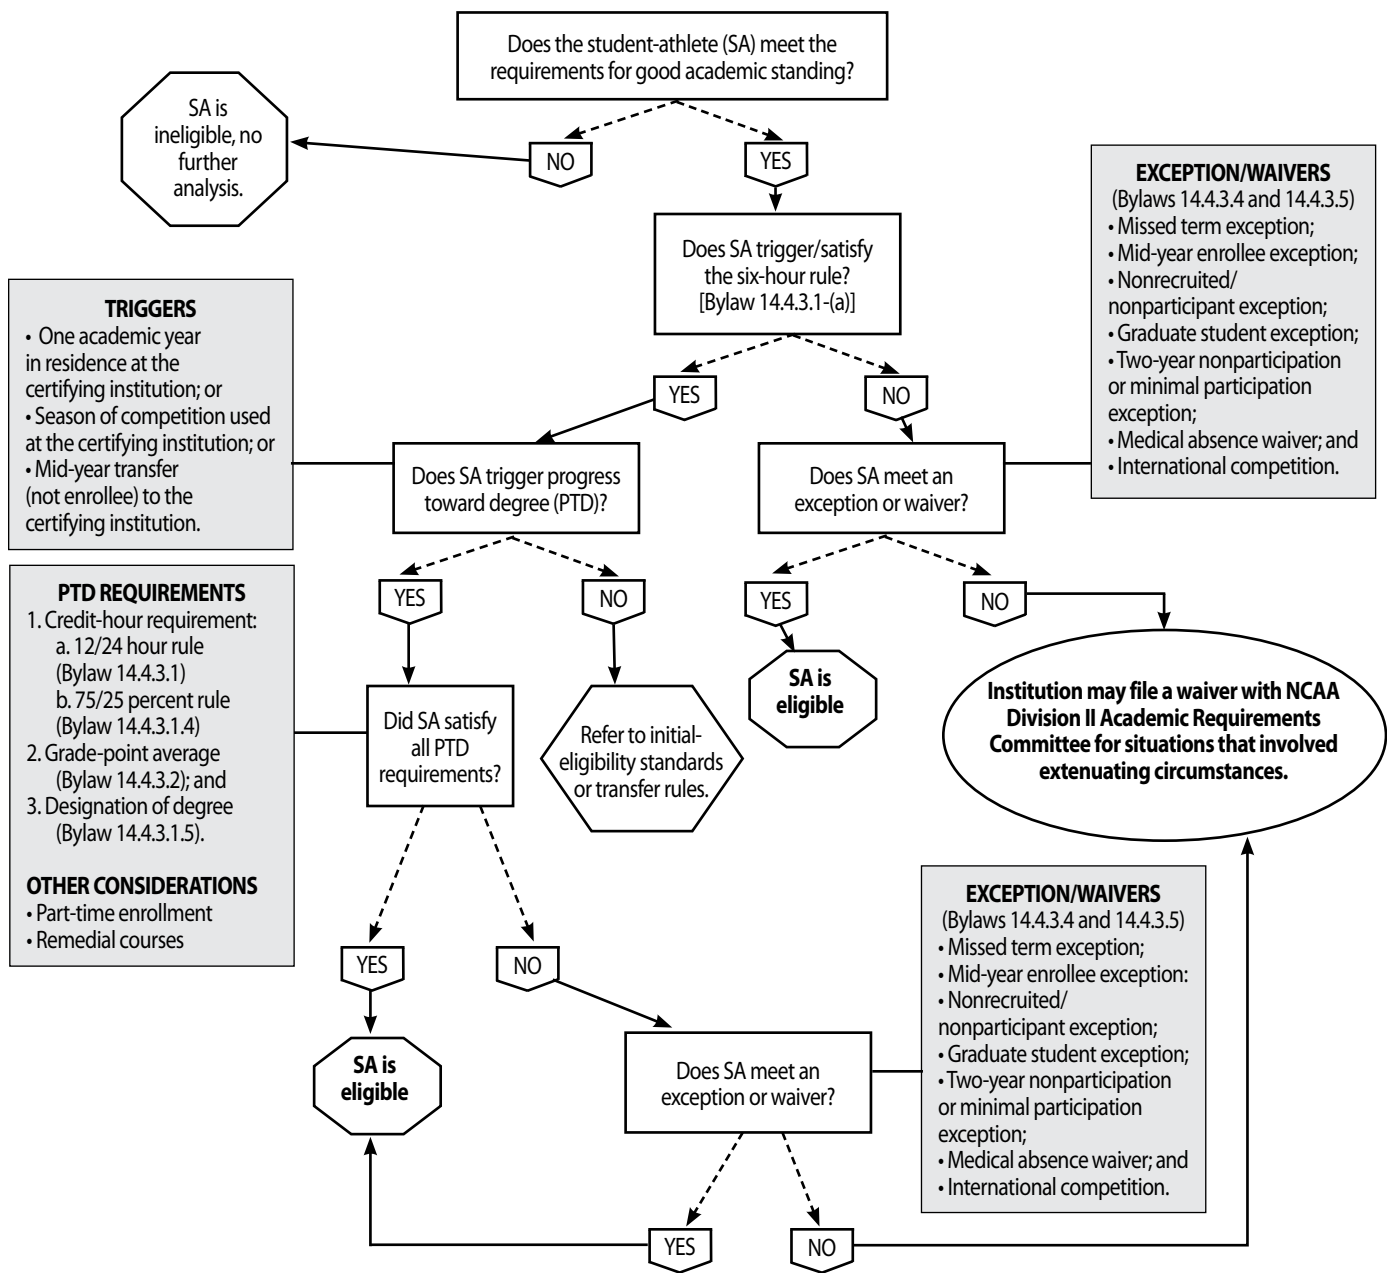 Does the student-athlete (SA) meet the
requirements for good academic standing?
SA is
ineligible, no
further
analysis.
NO
YES
EXCEPTION/WAIVERS
(Bylaws 14.4.3.4 and 14.4.3.5)
• Missed term exception;
• Mid-year enrollee exception;
• Nonrecruited/
nonparticipant exception;
• Graduate student exception;
• Two-year nonparticipation
or minimal participation
exception;
• Medical absence waiver; and
• International competition.
Does SA trigger/satisfy
the six-hour rule?
[Bylaw 14.4.3.1-(a)]
TRIGGERS
• One academic year
in residence at the
certifying institution; or
• Season of competition used
at the certifying institution; or
• Mid-year transfer
(not enrollee) to the
certifying institution.
YES
NO
Does SA trigger progress
toward degree (PTD)?
Does SA meet an
exception or waiver?
YES
NO
YES
NO
PTD REQUIREMENTS
1. Credit-hour requirement:
a. 12/24 hour rule
(Bylaw 14.4.3.1)
b. 75/25 percent rule
(Bylaw 14.4.3.1.4)
2. Grade-point average
(Bylaw 14.4.3.2); and
3. Designation of degree
(Bylaw 14.4.3.1.5).
OTHER CONSIDERATIONS
• Part-time enrollment
• Remedial courses
Did SA satisfy
all PTD
requirements?
Refer to initial-
eligibility standards
or transfer rules.
SA is
eligible
Institution may file a waiver with NCAA
Division II Academic Requirements
Committee for situations that involved
extenuating circumstances.
YES
NO
SA is
eligible
Does SA meet an
exception or waiver?
EXCEPTION/WAIVERS
(Bylaws 14.4.3.4 and 14.4.3.5)
• Missed term exception;
• Mid-year enrollee exception:
• Nonrecruited/
nonparticipant exception;
• Graduate student exception;
• Two-year nonparticipation
or minimal participation
exception;
• Medical absence waiver; and
• International competition.
YES
NO